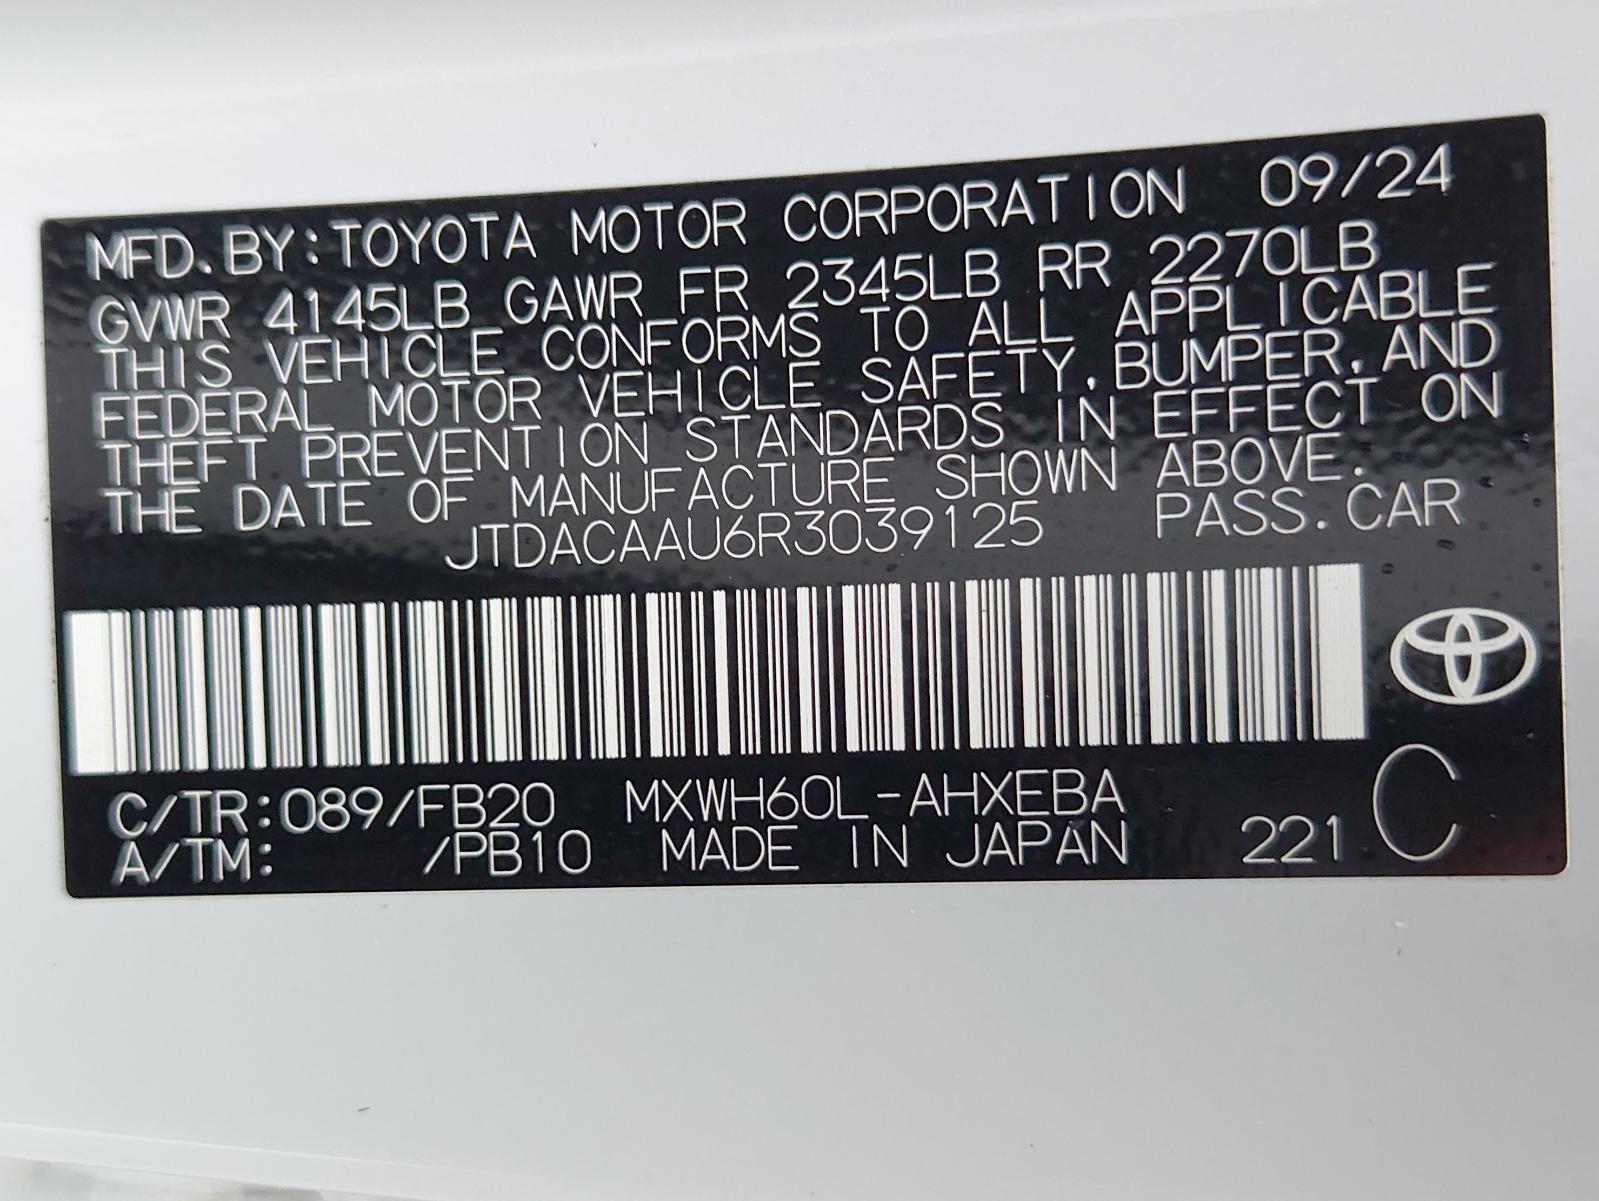 MFD. BY: TOYOTA MOTOR CORPORATION 09/24
GVWR 4145LB GAWR FR 2345LB RR 2270LB
THIS VEHICLE CONFORMS TO ALL APPLICABLE
FEDERAL MOTOR VEHICLE SAFETY, BUMPER, AND
THEFT PREVENTION STANDARDS IN EFFECT ON
THE DATE OF MANUFACTURE SHOWN ABOVE.
JTDACAAU6R3039125 PASS. CAR
C/TR: 089/FB20 MXWH60L-AHXEBA
A/TM: /PB10 MADE IN JAPAN 221 C